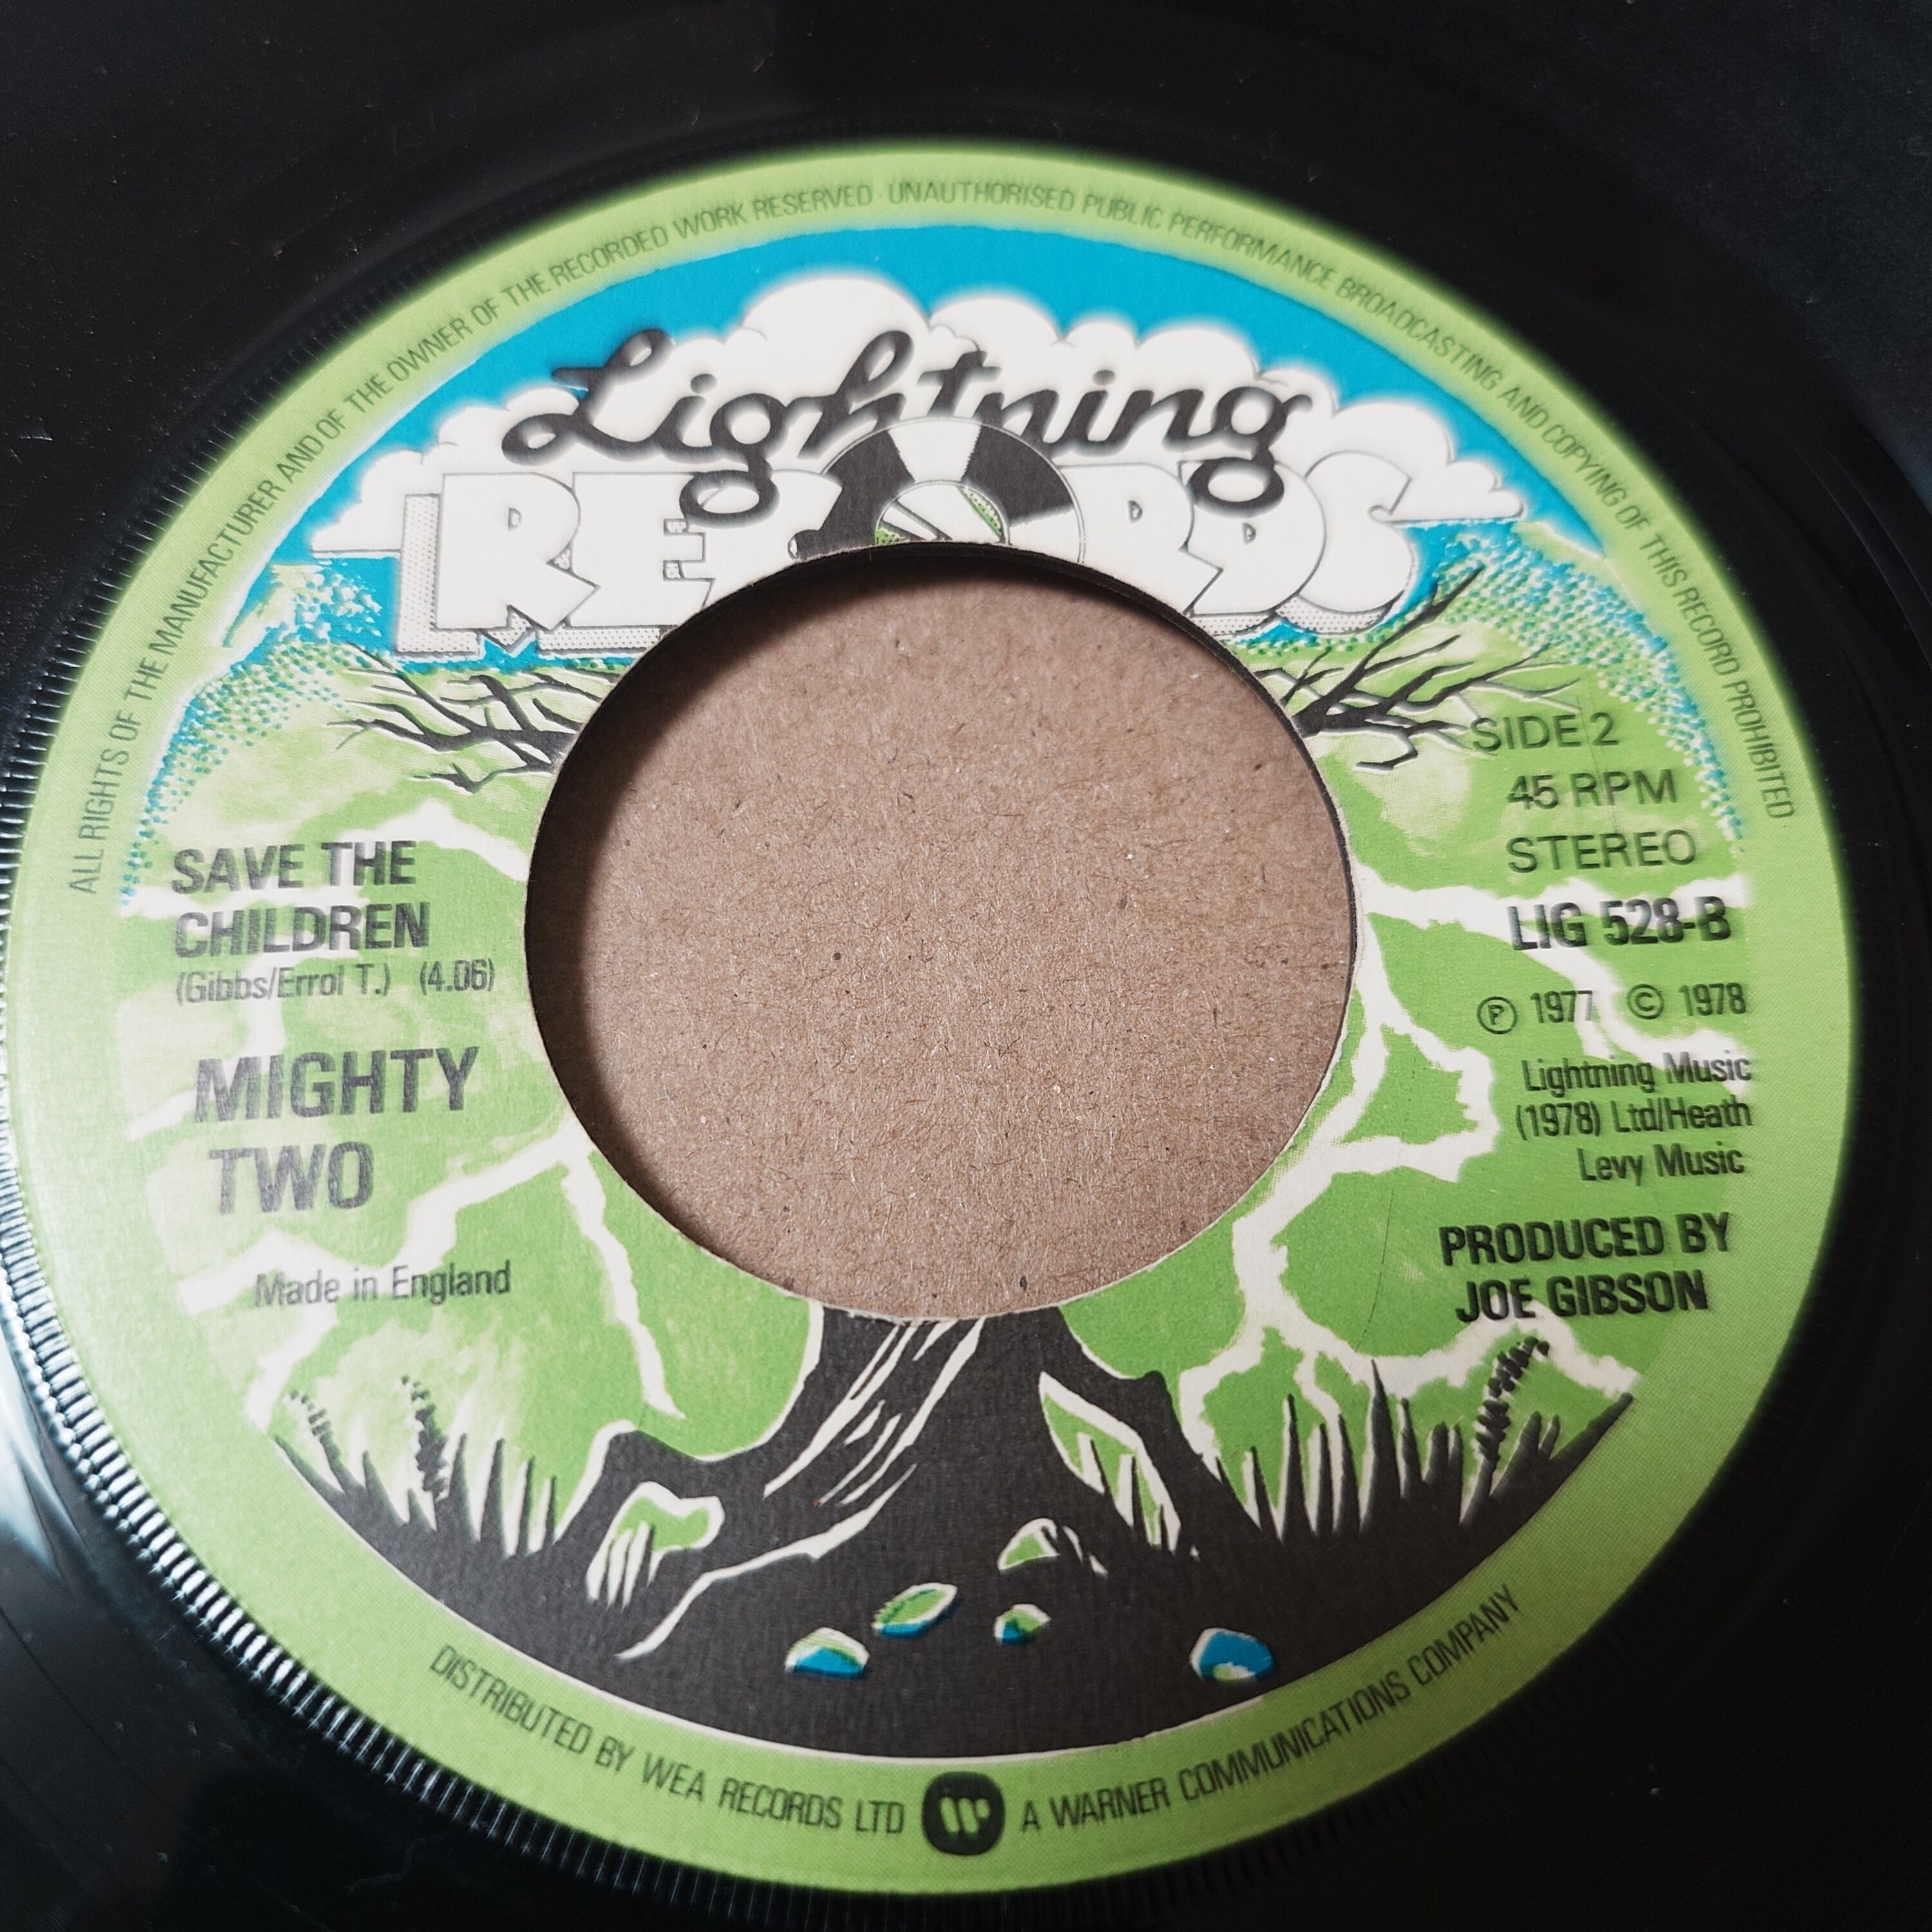 ALL RIGHTS OF THE MANUFACTURER AND OF THE OWNER OF THE RECORDED WORK RESERVED · UNAUTHORISED PUBLIC PERFORMANCE BROADCASTING AND COPYING OF THIS RECORD PROHIBITED
Lightning
RECORDS
SAVE THE
CHILDREN
(Gibbs/Errol T.) (4.06)
MIGHTY
TWO
Made in England
SIDE 2
45 RPM
STEREO
LIG 528-B
Ⓟ 1977 © 1978
Lightning Music
(1978) Ltd/Heath
Levy Music
PRODUCED BY
JOE GIBSON
DISTRIBUTED BY WEA RECORDS LTD W A WARNER COMMUNICATIONS COMPANY